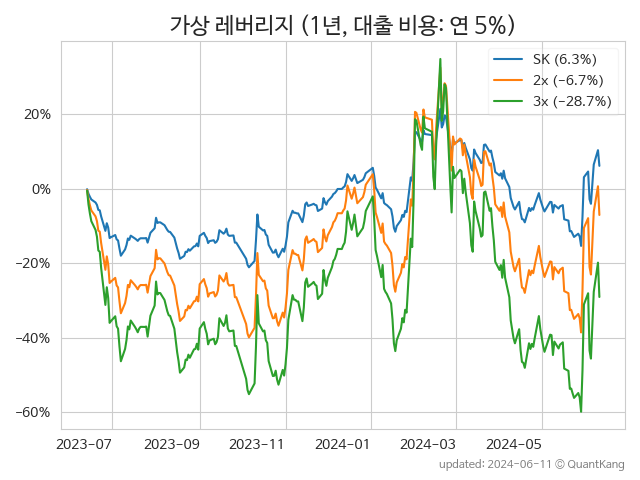 가상 레버리지 (1년, 대출 비용: 연 5%)
SK (6.3%)
2x (−6.7%)
3x (−28.7%)
20%
0%
−20%
−40%
−60%
2023-07 2023-09 2023-11 2024-01 2024-03 2024-05
updated: 2024-06-11 © QuantKang